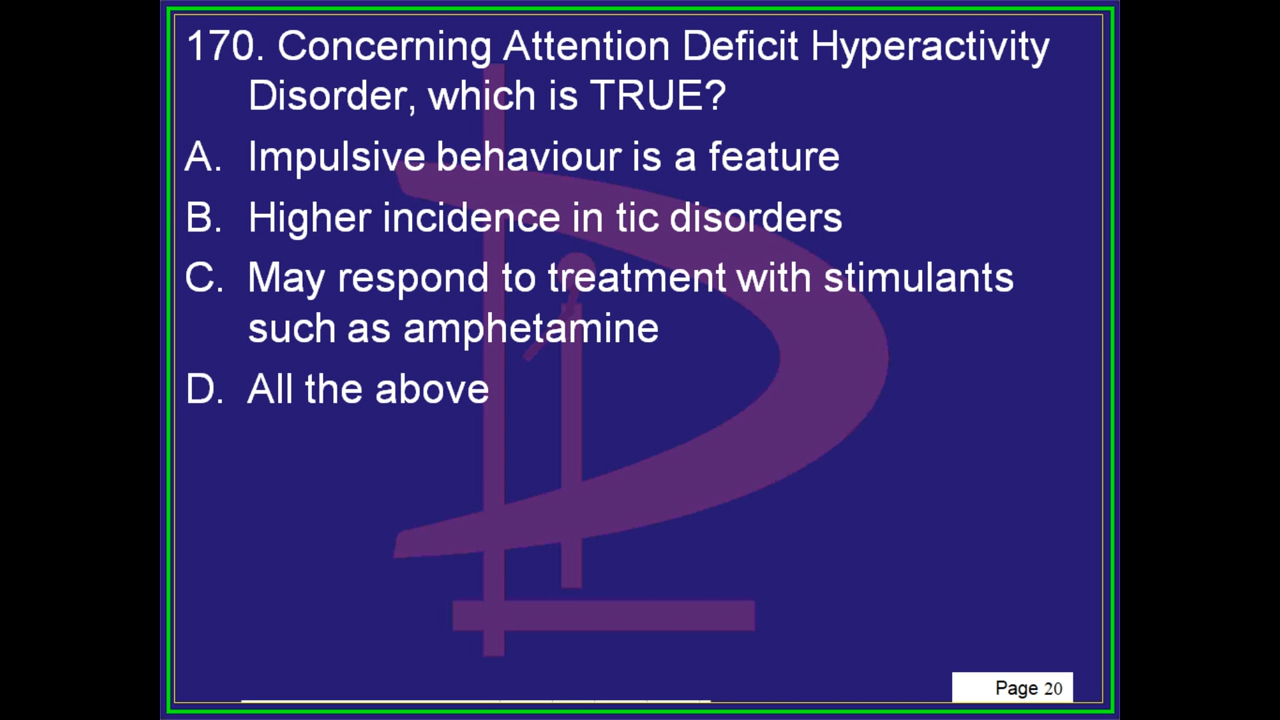 170. Concerning Attention Deficit Hyperactivity
Disorder, which is TRUE?
A. Impulsive behaviour is a feature
B. Higher incidence in tic disorders
C. May respond to treatment with stimulants
such as amphetamine
D. All the above
Page 20